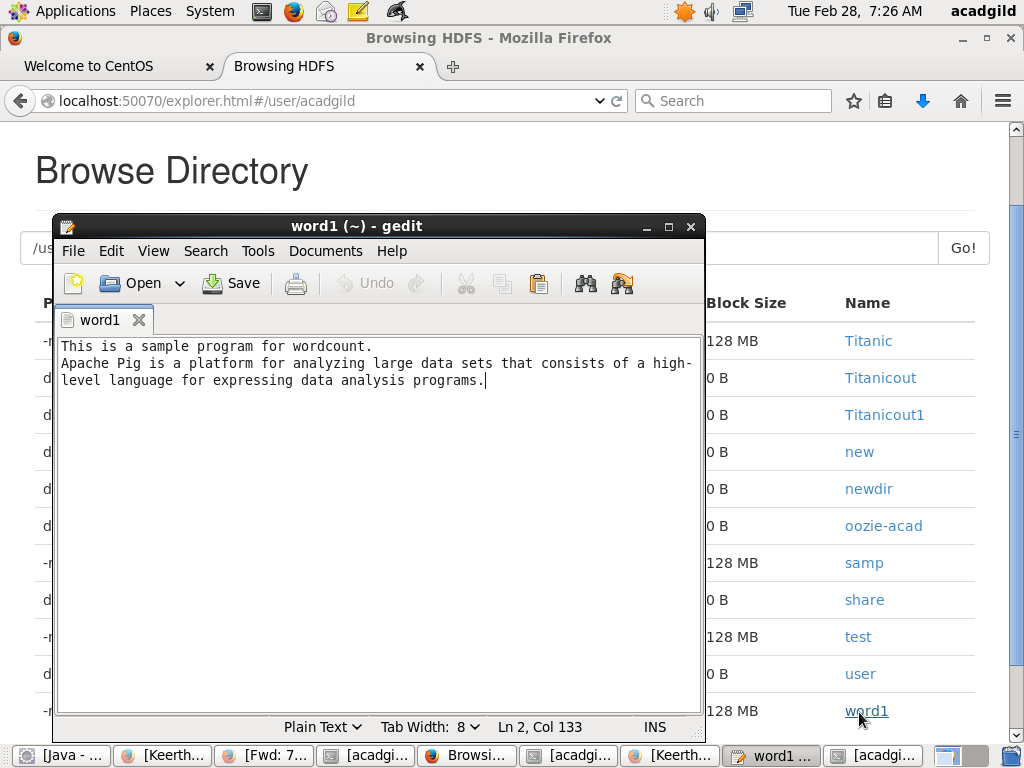 Applications Places System Tue Feb 28, 7:26 AM acadgild
Browsing HDFS - Mozilla Firefox
Welcome to CentOS Browsing HDFS
localhost:50070/explorer.html#/user/acadgild Search
Browse Directory
/us Go!
word1 (~) - gedit
File Edit View Search Tools Documents Help
Open Save Undo
word1
This is a sample program for wordcount.
Apache Pig is a platform for analyzing large data sets that consists of a high-
level language for expressing data analysis programs.
Plain Text Tab Width: 8 Ln 2, Col 133 INS
P Block Size Name
-r 128 MB Titanic
d 0 B Titanicout
d 0 B Titanicout1
d 0 B new
d 0 B newdir
d 0 B oozie-acad
-r 128 MB samp
d 0 B share
-r 128 MB test
d 0 B user
-r 128 MB word1
[Java - ... [Keerth... [Fwd: 7... [acadgi... Browsi... [acadgi... [Keerth... word1 ... [acadgi...